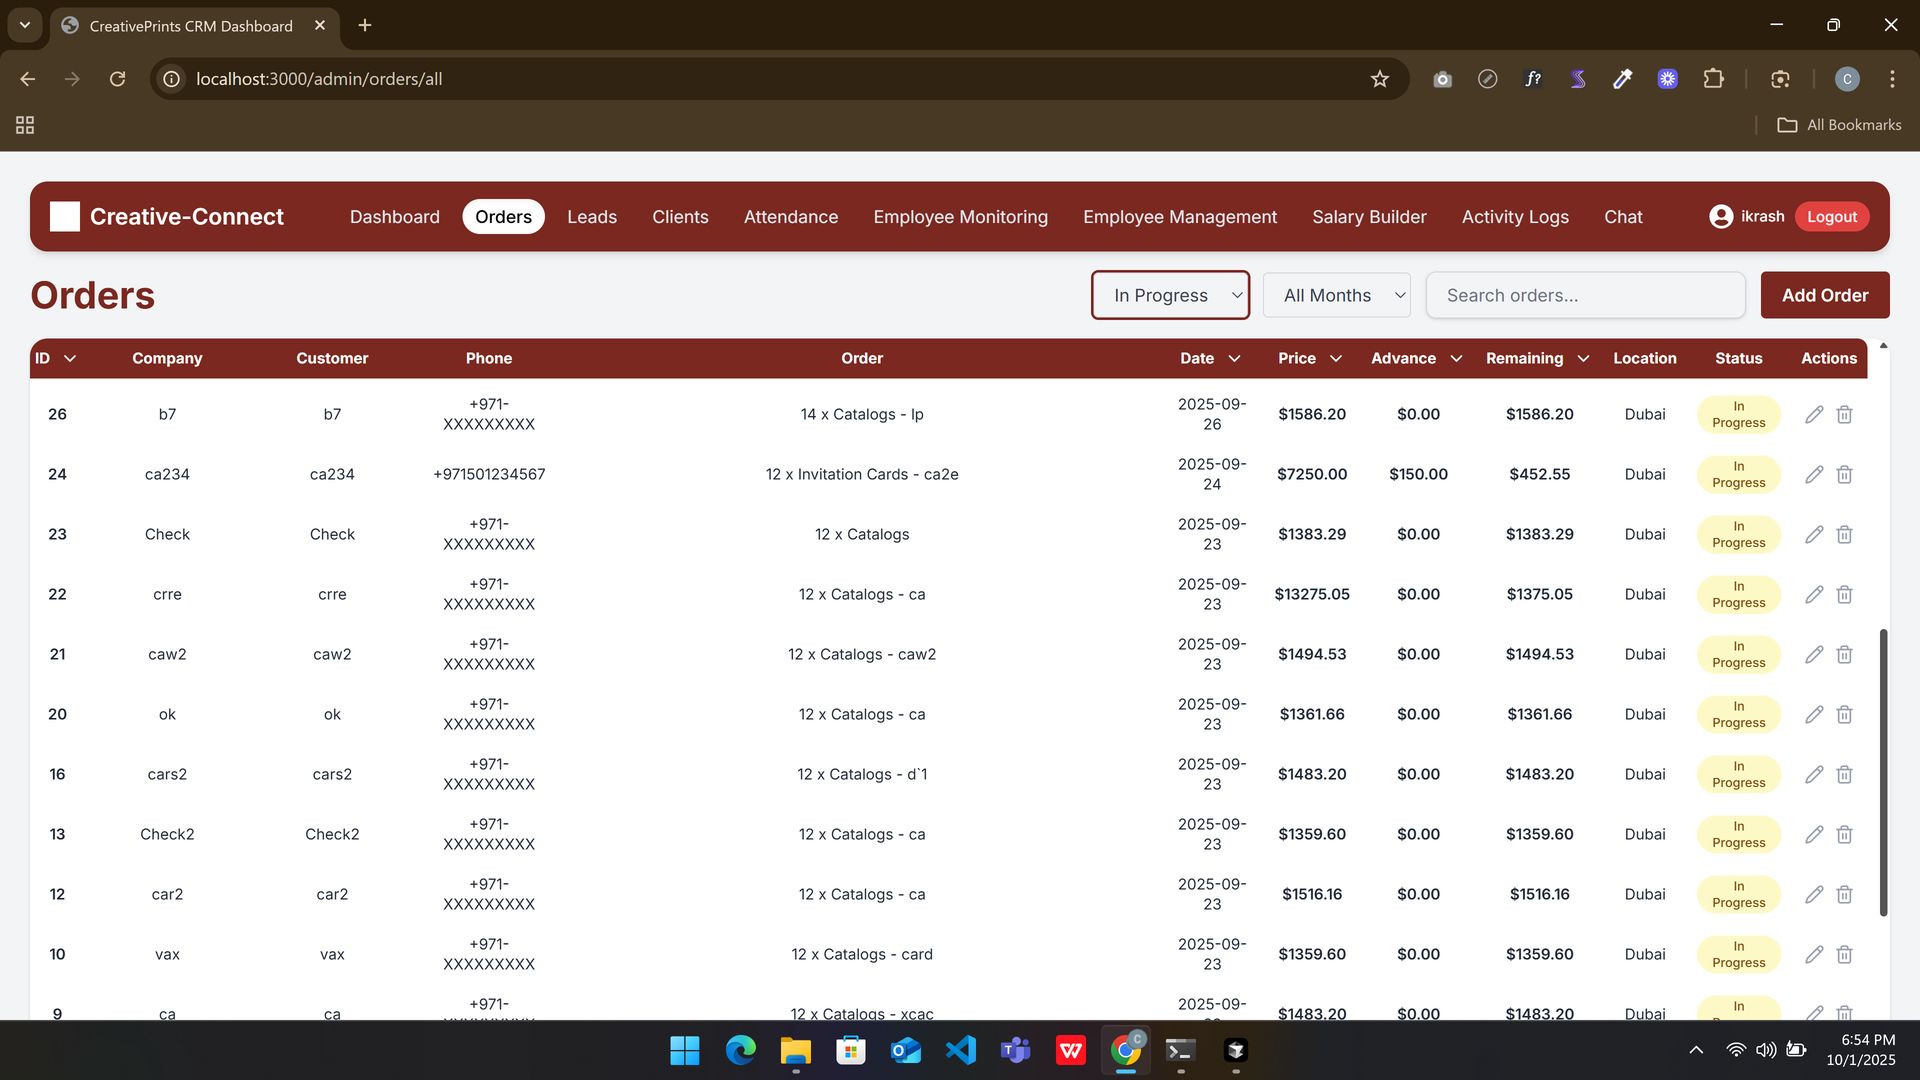 CreativePrints CRM Dashboard
localhost:3000/admin/orders/all
C
All Bookmarks
Creative-Connect Dashboard Orders Leads Clients Attendance Employee Monitoring Employee Management Salary Builder Activity Logs Chat ikrash Logout
Orders In Progress All Months Search orders... Add Order
ID Company Customer Phone Order Date Price Advance Remaining Location Status Actions
26 b7 b7 +971-XXXXXXXXX 14 x Catalogs - lp 2025-09-26 $1586.20 $0.00 $1586.20 Dubai In Progress
24 ca234 ca234 +971501234567 12 x Invitation Cards - ca2e 2025-09-24 $7250.00 $150.00 $452.55 Dubai In Progress
23 Check Check +971-XXXXXXXXX 12 x Catalogs 2025-09-23 $1383.29 $0.00 $1383.29 Dubai In Progress
22 crre crre +971-XXXXXXXXX 12 x Catalogs - ca 2025-09-23 $13275.05 $0.00 $1375.05 Dubai In Progress
21 caw2 caw2 +971-XXXXXXXXX 12 x Catalogs - caw2 2025-09-23 $1494.53 $0.00 $1494.53 Dubai In Progress
20 ok ok +971-XXXXXXXXX 12 x Catalogs - ca 2025-09-23 $1361.66 $0.00 $1361.66 Dubai In Progress
16 cars2 cars2 +971-XXXXXXXXX 12 x Catalogs - d`1 2025-09-23 $1483.20 $0.00 $1483.20 Dubai In Progress
13 Check2 Check2 +971-XXXXXXXXX 12 x Catalogs - ca 2025-09-23 $1359.60 $0.00 $1359.60 Dubai In Progress
12 car2 car2 +971-XXXXXXXXX 12 x Catalogs - ca 2025-09-23 $1516.16 $0.00 $1516.16 Dubai In Progress
10 vax vax +971-XXXXXXXXX 12 x Catalogs - card 2025-09-23 $1359.60 $0.00 $1359.60 Dubai In Progress
9 ca ca +971- 12 x Catalogs - xcac 2025-09- $1483.20 $0.00 $1483.20 Dubai In
6:54 PM
10/1/2025